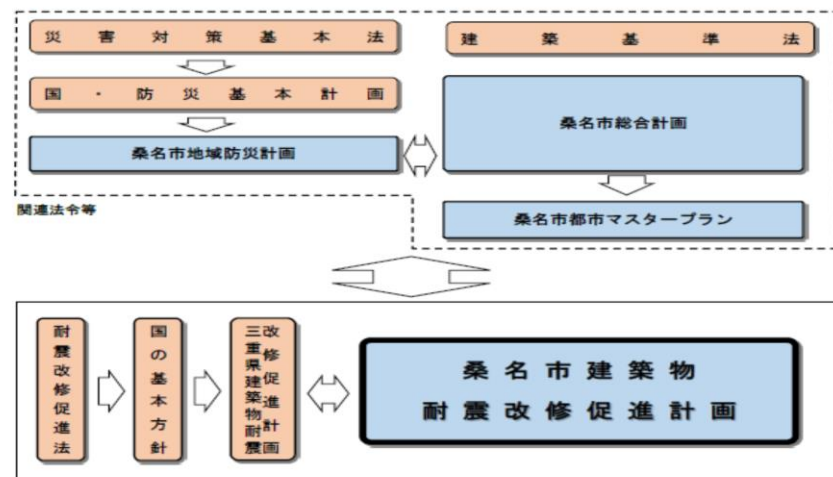 災害対策基本法
建築基準法
国・防災基本計画
桑名市総合計画
桑名市地域防災計画
桑名市都市マスタープラン
関連法令等
耐震改修促進法
国の基本方針
三重県建築物耐震
改修促進計画
桑名市建築物
耐震改修促進計画